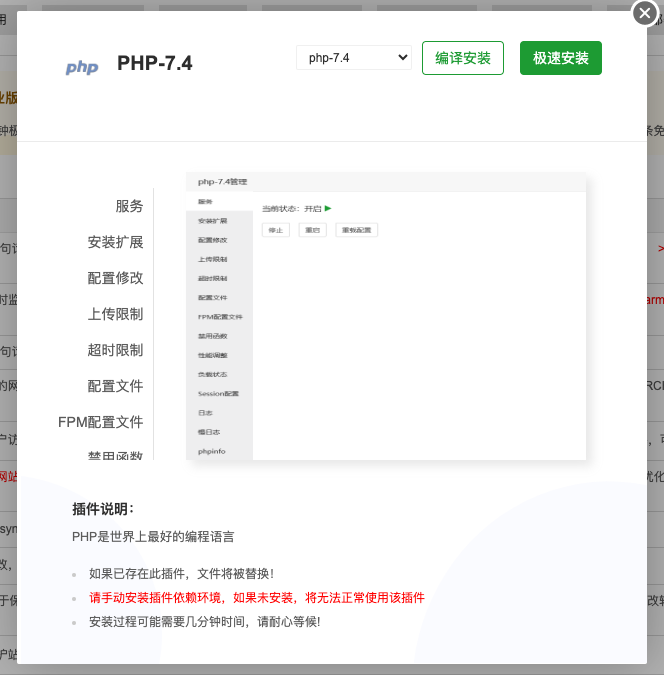 php
PHP-7.4
php-7.4
编译安装
极速安装
服务
安装扩展
配置修改
上传限制
超时限制
配置文件
FPM配置文件
禁用函数
php-7.4管理
服务
安装扩展
配置修改
上传限制
超时限制
配置文件
FPM配置文件
禁用函数
性能调整
负载状态
Session配置
日志
慢日志
phpinfo
当前状态：开启
停止
重启
重载配置
插件说明：
PHP是世界上最好的编程语言
如果已存在此插件，文件将被替换！
请手动安装插件依赖环境，如果未安装，将无法正常使用该插件
安装过程可能需要几分钟时间，请耐心等候！